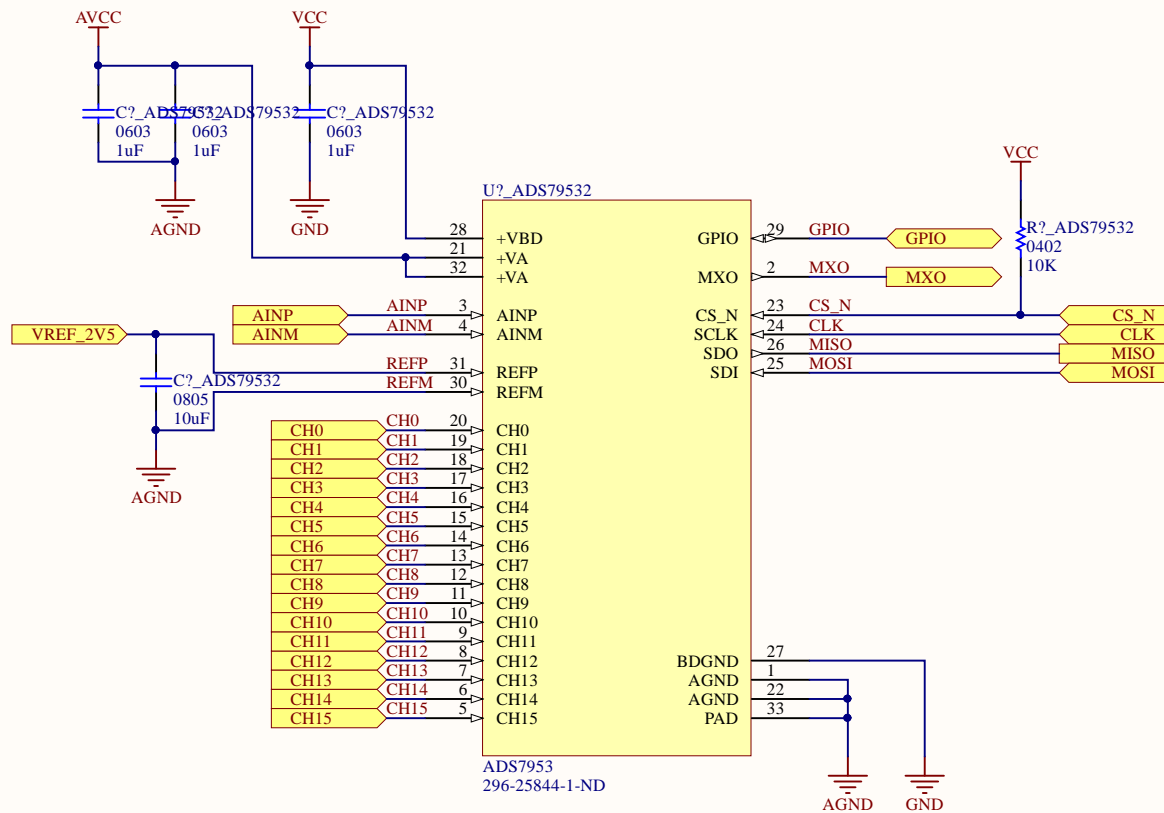 AVCC
VCC
C?_ADS79532
0603
1uF
C?_ADS79532
0603
1uF
C?_ADS79532
0603
1uF
AGND
GND
VCC
R?_ADS79532
0402
10K
U?_ADS79532
28 +VBD
21 +VA
32 +VA
AINP AINP 3 AINP
AINM AINM 4 AINM
VREF_2V5
REFP 31 REFP
REFM 30 REFM
C?_ADS79532
0805
10uF
AGND
CH0 CH0 20 CH0
CH1 CH1 19 CH1
CH2 CH2 18 CH2
CH3 CH3 17 CH3
CH4 CH4 16 CH4
CH5 CH5 15 CH5
CH6 CH6 14 CH6
CH7 CH7 13 CH7
CH8 CH8 12 CH8
CH9 CH9 11 CH9
CH10 CH10 10 CH10
CH11 CH11 9 CH11
CH12 CH12 8 CH12
CH13 CH13 7 CH13
CH14 CH14 6 CH14
CH15 CH15 5 CH15
GPIO 29 GPIO GPIO
MXO 2 MXO MXO
CS_N 23 CS_N CS_N
SCLK 24 CLK CLK
SDO 26 MISO MISO
SDI 25 MOSI MOSI
BDGND 27
AGND 1
AGND 22
PAD 33
ADS7953
296-25844-1-ND
AGND
GND